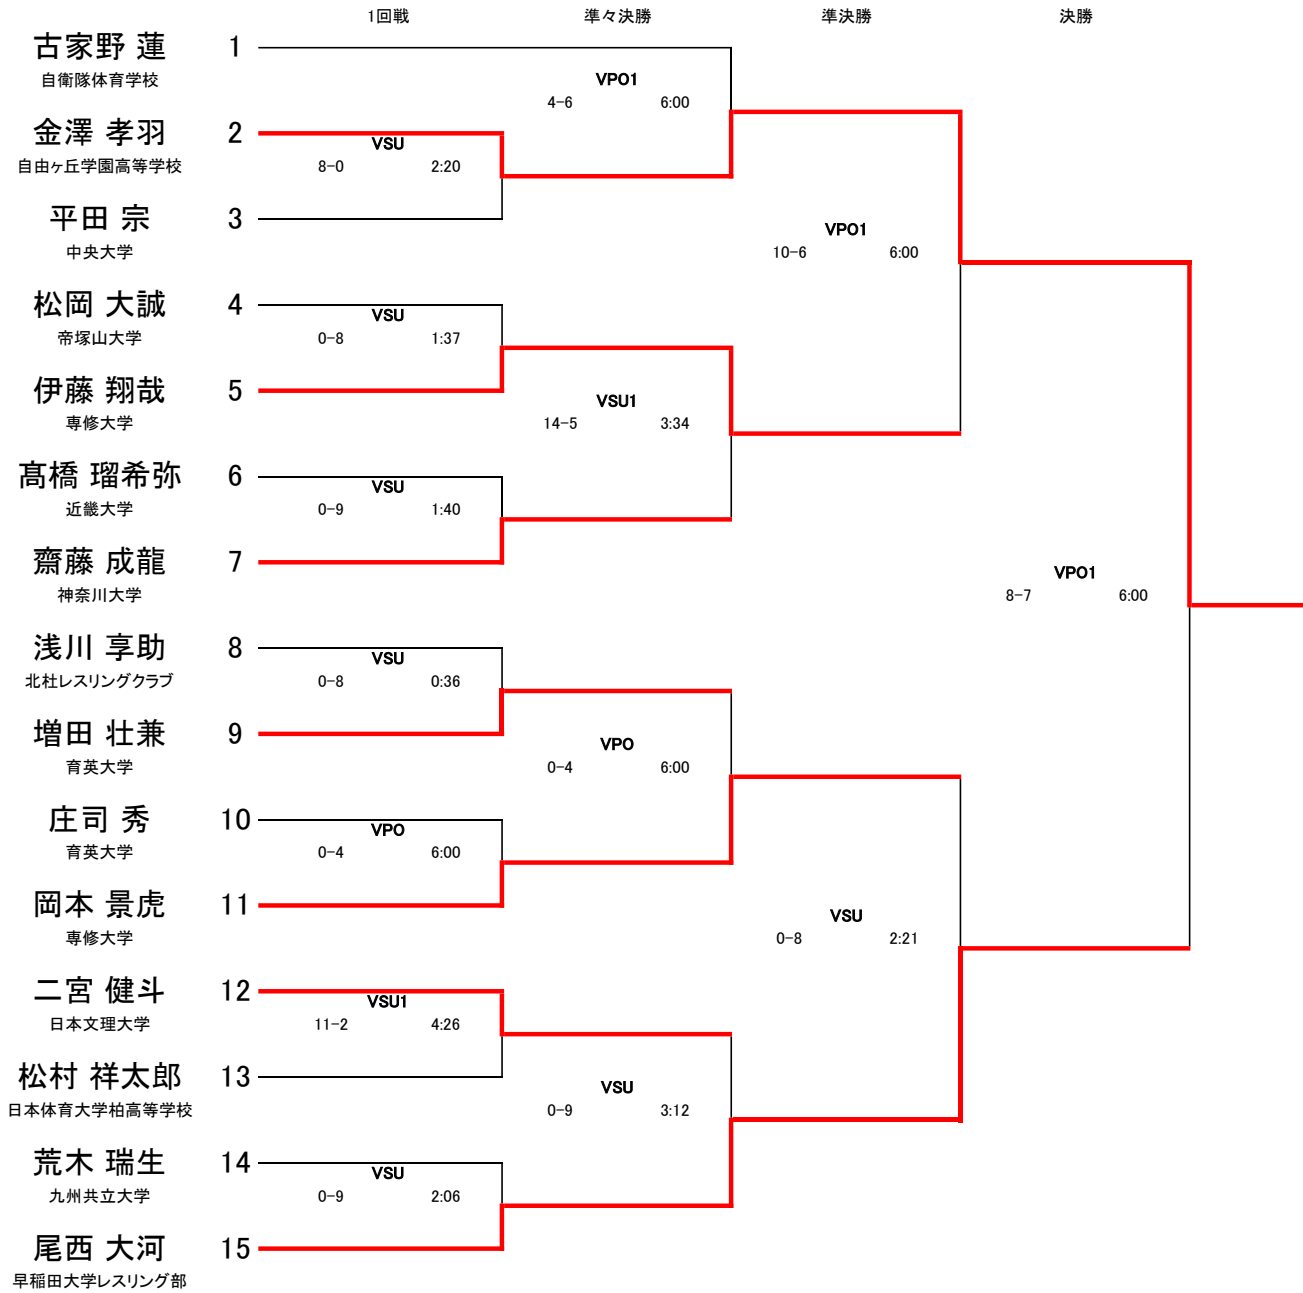 1回戦 準々決勝 準決勝 決勝
古家野 蓮 1
自衛隊体育学校
VPO1
4-6 6:00
金澤 孝羽 2
自由ヶ丘学園高等学校
VSU
8-0 2:20
平田 宗 3
中央大学
VPO1
10-6 6:00
松岡 大誠 4
帝塚山大学
VSU
0-8 1:37
伊藤 翔哉 5
専修大学
VSU1
14-5 3:34
髙橋 瑠希弥 6
近畿大学
VSU
0-9 1:40
齋藤 成龍 7
神奈川大学
VPO1
8-7 6:00
浅川 享助 8
北杜レスリングクラブ
VSU
0-8 0:36
増田 壮兼 9
育英大学
VPO
0-4 6:00
庄司 秀 10
育英大学
VPO
0-4 6:00
岡本 景虎 11
専修大学
VSU
0-8 2:21
二宮 健斗 12
日本文理大学
VSU1
11-2 4:26
松村 祥太郎 13
日本体育大学柏高等学校
VSU
0-9 3:12
荒木 瑞生 14
九州共立大学
VSU
0-9 2:06
尾西 大河 15
早稲田大学レスリング部